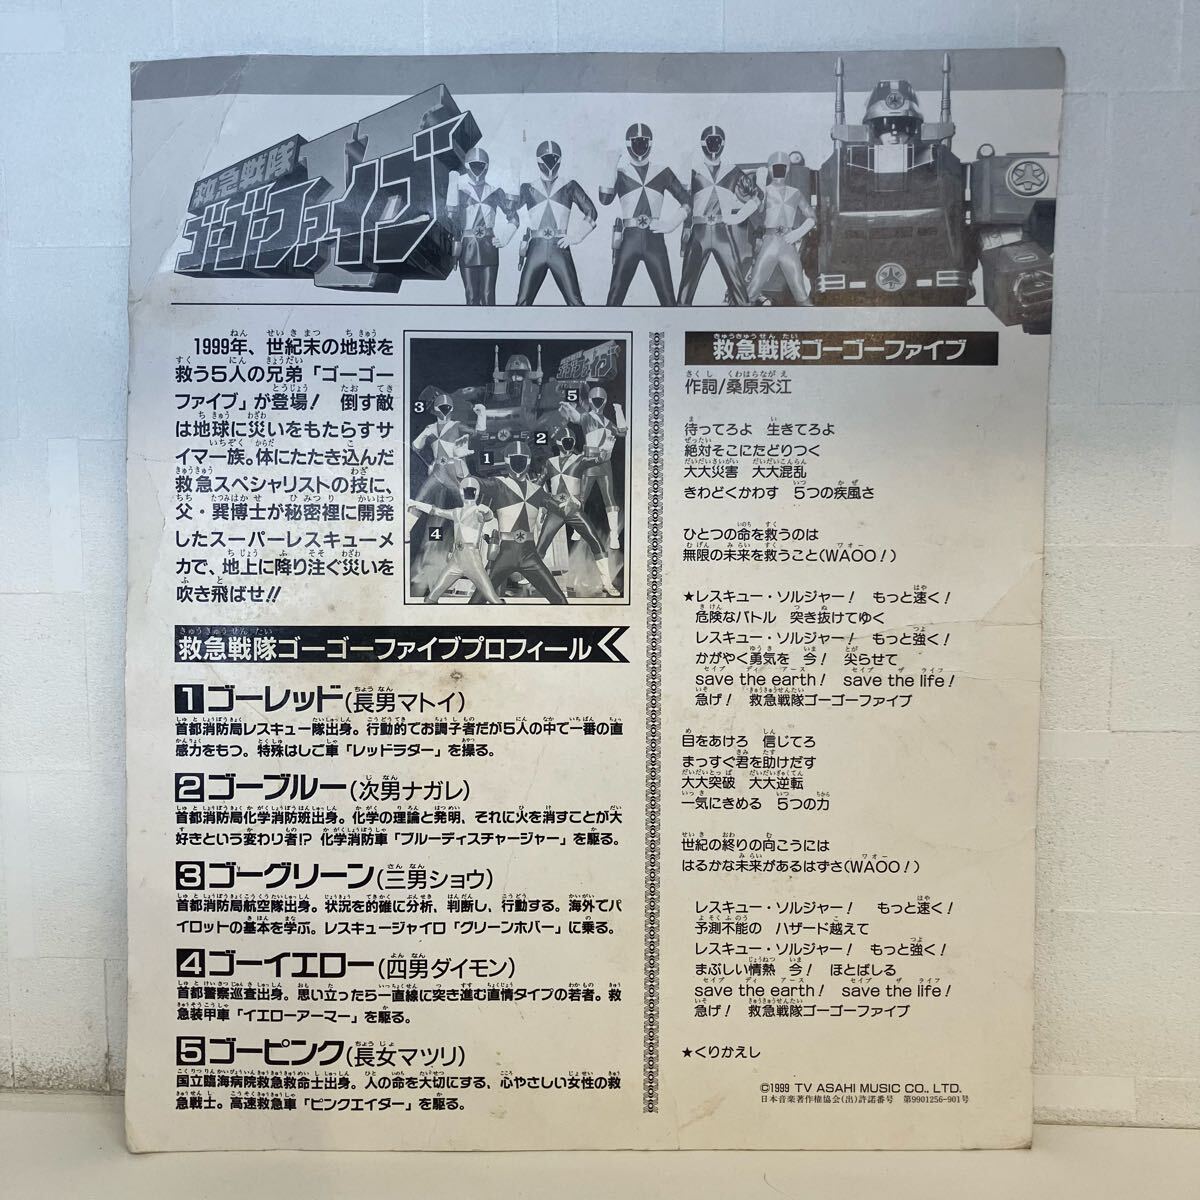 救急戦隊
ゴーゴーファイブ
1999年、世紀末の地球を
救う5人の兄弟「ゴーゴー
ファイブ」が登場! 倒す敵
は地球に災いをもたらすサ
イマ一族。体にたたき込んだ
救急スペシャリストの技に、
父・巽博士が秘密裡に開発
したスーパーレスキューメ
カで、地上に降り注ぐ災いを
吹き飛ばせ!!
3
5
2
1
4
救急戦隊ゴーゴーファイブプロフィール
1 ゴーレッド(長男マトイ)
首都消防局レスキュー隊出身。行動的でお調子者だが5人の中で一番の直
感力をもつ。特殊はしご車「レッドラダー」を操る。
2 ゴーブルー(次男ナガレ)
首都消防局化学消防班出身。化学の理論と発明、それに火を消すことが大
好きという変わり者!? 化学消防車「ブルーディスチャージャー」を駆る。
3 ゴーグリーン(三男ショウ)
首都消防局航空隊出身。状況を的確に分析、判断し、行動する。海外でパ
イロットの基本を学ぶ。レスキュージャイロ「グリーンホバー」に乗る。
4 ゴーイエロー(四男ダイモン)
首都警察巡査出身。思い立ったら一直線に突き進む直情タイプの若者。救
急装甲車「イエローアーマー」を駆る。
5 ゴーピンク(長女マツリ)
国立臨海病院救急救命士出身。人の命を大切にする、心やさしい女性の救
急戦士。高速救急車「ピンクエイダー」を駆る。
救急戦隊ゴーゴーファイブ
作詞/桑原永江
待ってろよ 生きてろよ
絶対そこにたどりつく
大大災害 大大混乱
きわどくかわす 5つの疾風さ
ひとつの命を救うのは
無限の未来を救うこと(WAOO!)
★レスキュー・ソルジャー! もっと速く!
危険なバトル 突き抜けてゆく
レスキュー・ソルジャー! もっと強く!
かがやく勇気を 今! 尖らせて
save the earth! save the life!
急げ! 救急戦隊ゴーゴーファイブ
目をあけろ 信じてろ
まっすぐ君を助けだす
大大突破 大大逆転
一気にきめる 5つの力
世紀の終りの向こうには
はるかな未来があるはずさ(WAOO!)
レスキュー・ソルジャー! もっと速く!
予測不能の ハザード越えて
レスキュー・ソルジャー! もっと強く!
まぶしい情熱 今! ほとばしる
save the earth! save the life!
急げ! 救急戦隊ゴーゴーファイブ
★くりかえし
©1999 TV ASAHI MUSIC CO., LTD.
日本音楽著作権協会(出)許諾番号 第9901256-901号